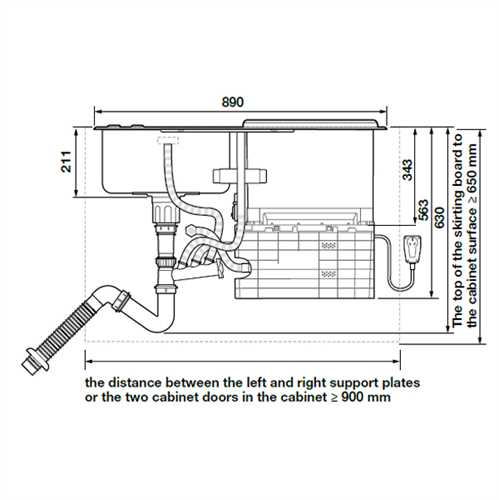 890
211
343
563
630
The top of the skirting board to
the cabinet surface ≥ 650 mm
the distance between the left and right support plates
or the two cabinet doors in the cabinet ≥ 900 mm